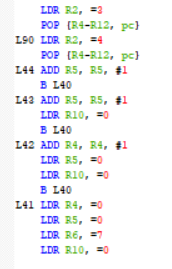 LDR R2, =3
POP {R4-R12, pc}
L90 LDR R2, =4
POP {R4-R12, pc}
L44 ADD R5, R5, #1
B L40
L43 ADD R5, R5, #1
LDR R10, =0
B L40
L42 ADD R4, R4, #1
LDR R5, =0
LDR R10, =0
B L40
L41 LDR R4, =0
LDR R5, =0
LDR R6, =7
LDR R10, =0